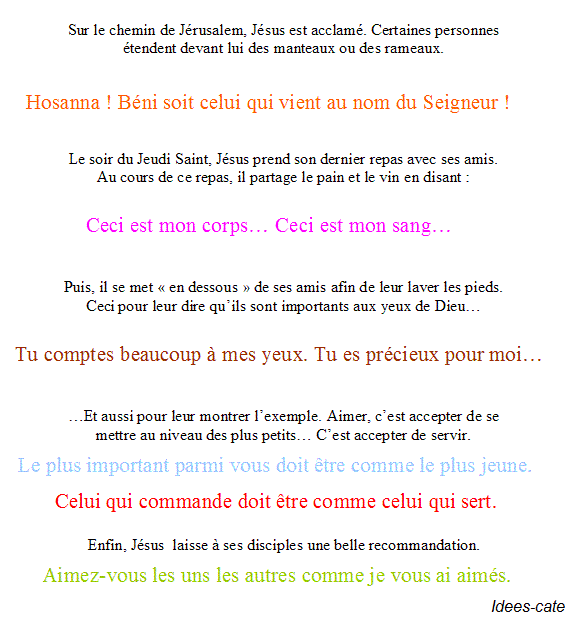 Sur le chemin de Jérusalem, Jésus est acclamé. Certaines personnes
étendent devant lui des manteaux ou des rameaux.
Hosanna ! Béni soit celui qui vient au nom du Seigneur !
Le soir du Jeudi Saint, Jésus prend son dernier repas avec ses amis.
Au cours de ce repas, il partage le pain et le vin en disant :
Ceci est mon corps… Ceci est mon sang…
Puis, il se met « en dessous » de ses amis afin de leur laver les pieds.
Ceci pour leur dire qu’ils sont importants aux yeux de Dieu…
Tu comptes beaucoup à mes yeux. Tu es précieux pour moi…
…Et aussi pour leur montrer l’exemple. Aimer, c’est accepter de se
mettre au niveau des plus petits… C’est accepter de servir.
Le plus important parmi vous doit être comme le plus jeune.
Celui qui commande doit être comme celui qui sert.
Enfin, Jésus  laisse à ses disciples une belle recommandation.
Aimez-vous les uns les autres comme je vous ai aimés.
Idees-cate